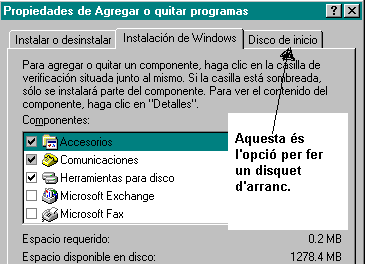 Propiedades de Agregar o quitar programas
Instalar o desinstalar Instalación de Windows Disco de inicio
Para agregar o quitar un componente, haga clic en la casilla de
verificación situada junto al mismo. Si la casilla está sombreada,
sólo se instalará parte del componente. Para ver el contenido del
componente, haga clic en "Detalles".
Componentes:
Accesorios
Comunicaciones
Herramientas para disco
Microsoft Exchange
Microsoft Fax
Aquesta és
l'opció per fer
un disquet
d'arranc.
Espacio requerido: 0.2 MB
Espacio disponible en disco: 1278.4 MB